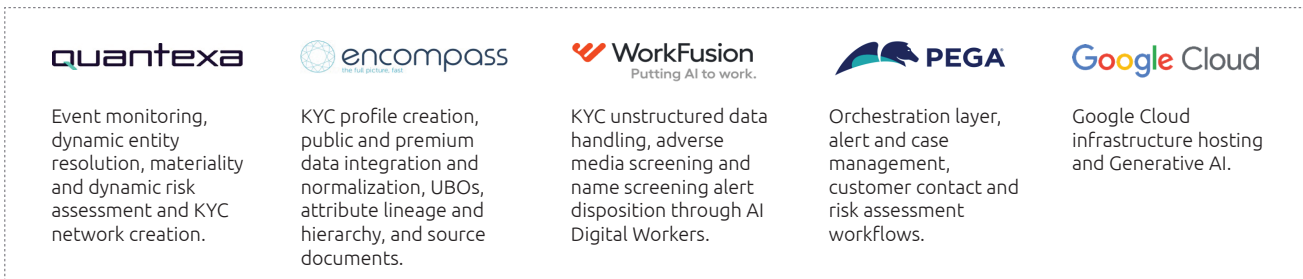 quantexa
Event monitoring,
dynamic entity
resolution, materiality
and dynamic risk
assessment and KYC
network creation.
encompass
the full picture, fast
KYC profile creation,
public and premium
data integration and
normalization, UBOs,
attribute lineage and
hierarchy, and source
documents.
WorkFusion
Putting AI to work.
KYC unstructured data
handling, adverse
media screening and
name screening alert
disposition through AI
Digital Workers.
PEGA
Orchestration layer,
alert and case
management,
customer contact and
risk assessment
workflows.
Google Cloud
Google Cloud
infrastructure hosting
and Generative AI.